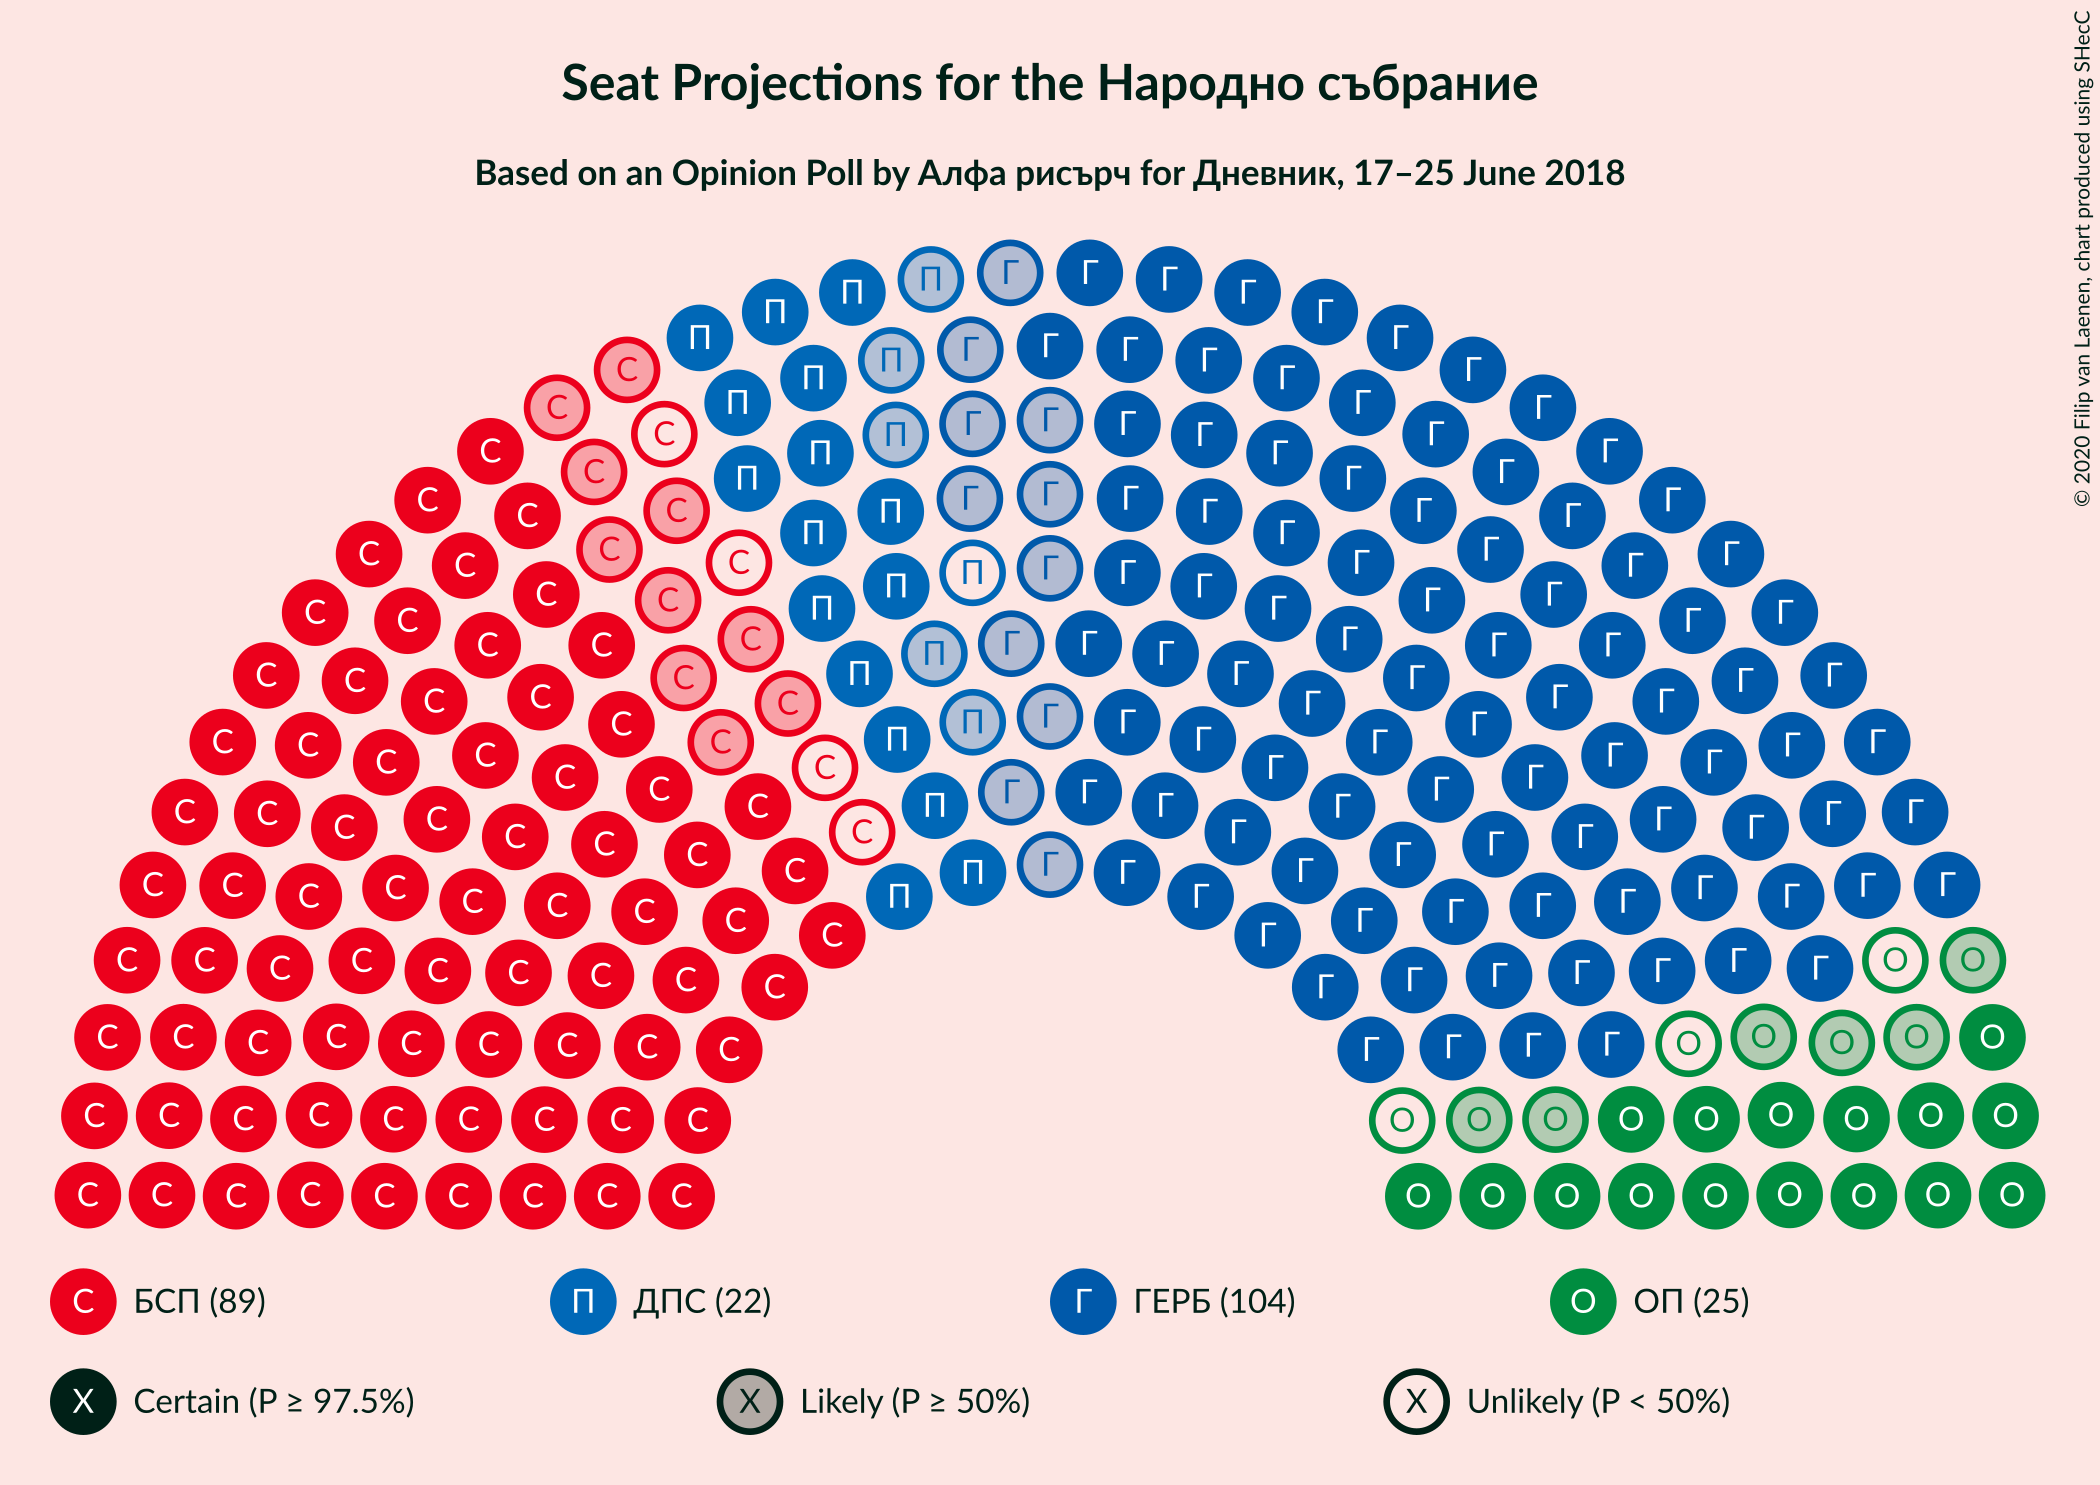 Seat Projections for the Народно събрание
Based on an Opinion Poll by Алфа рисърч for Дневник, 17–25 June 2018
© 2020 Filip van Laenen, chart produced using SHecC
С БСП (89)
П ДПС (22)
Г ГЕРБ (104)
О ОП (25)
X Certain (P ≥ 97.5%)
X Likely (P ≥ 50%)
X Unlikely (P < 50%)